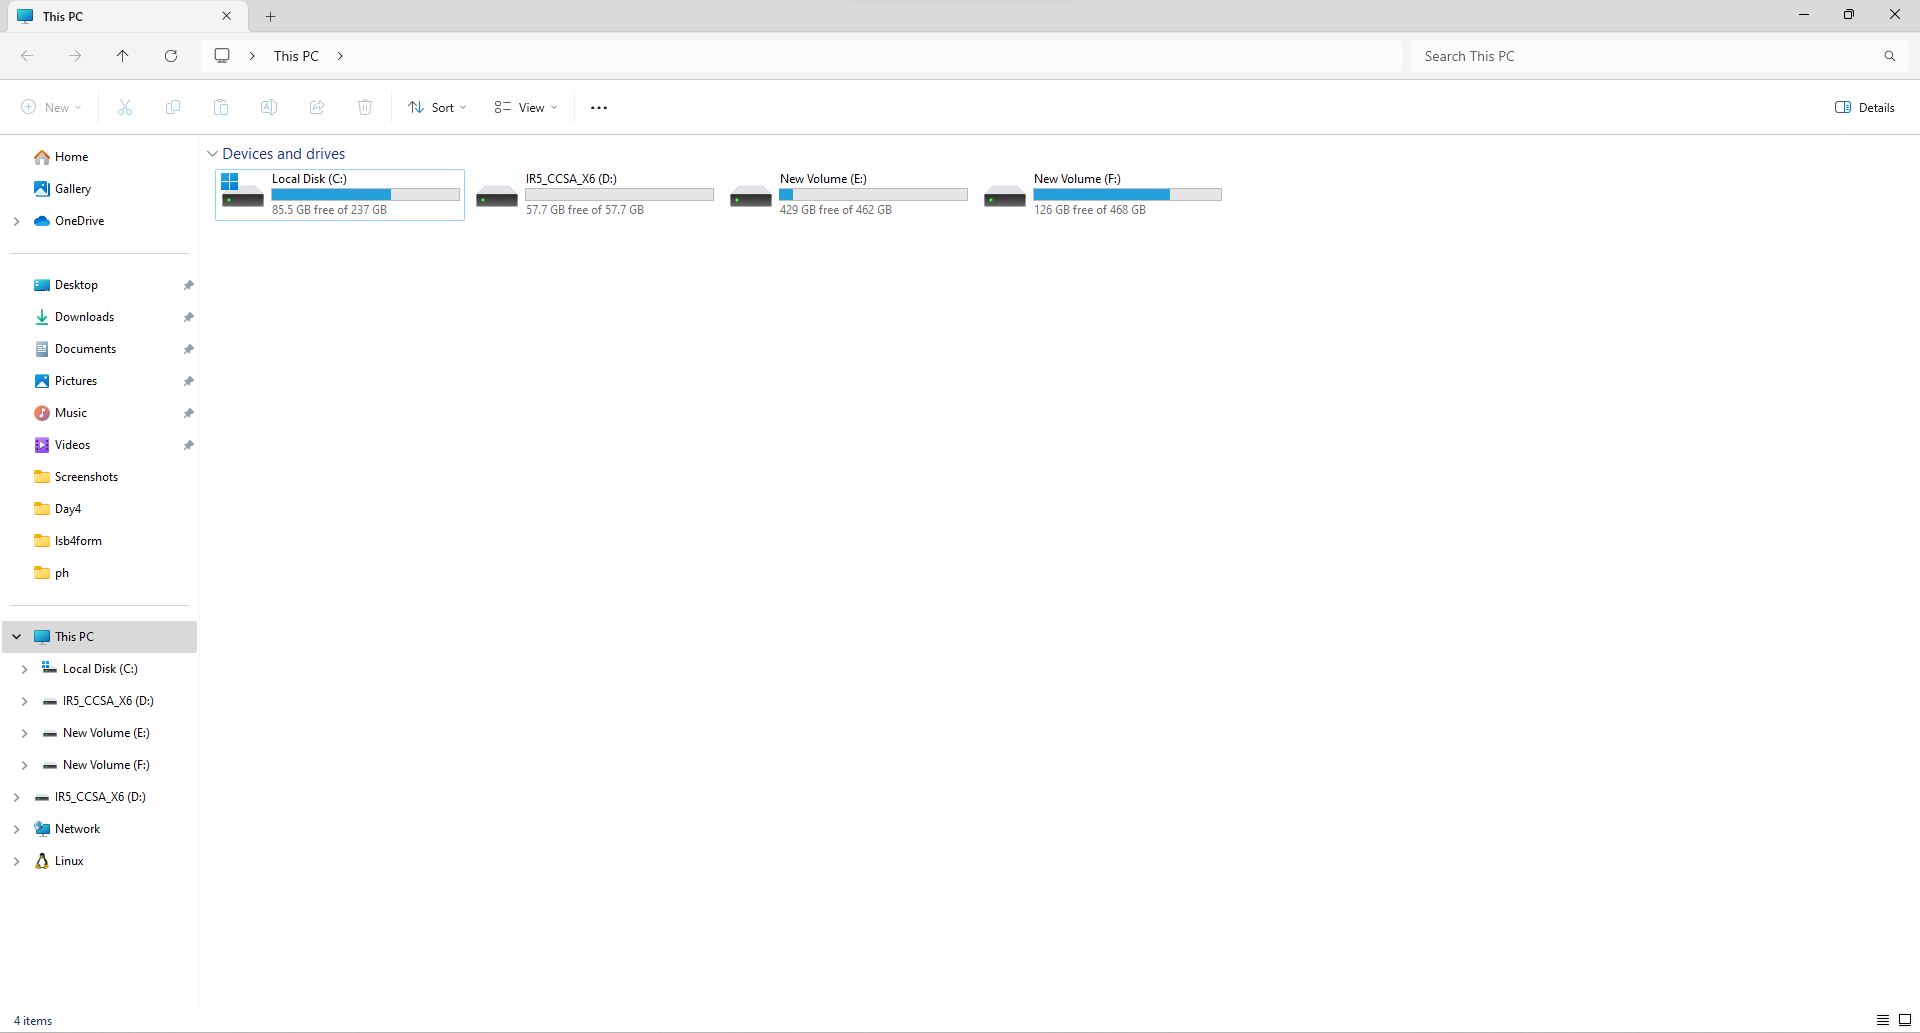 This PC
This PC
Search This PC
New
Sort
View
Details
Home
Gallery
OneDrive
Desktop
Downloads
Documents
Pictures
Music
Videos
Screenshots
Day4
lsb4form
ph
This PC
Local Disk (C:)
IR5_CCSA_X6 (D:)
New Volume (E:)
New Volume (F:)
IR5_CCSA_X6 (D:)
Network
Linux
Devices and drives
Local Disk (C:)
85.5 GB free of 237 GB
IR5_CCSA_X6 (D:)
57.7 GB free of 57.7 GB
New Volume (E:)
429 GB free of 462 GB
New Volume (F:)
126 GB free of 468 GB
4 items